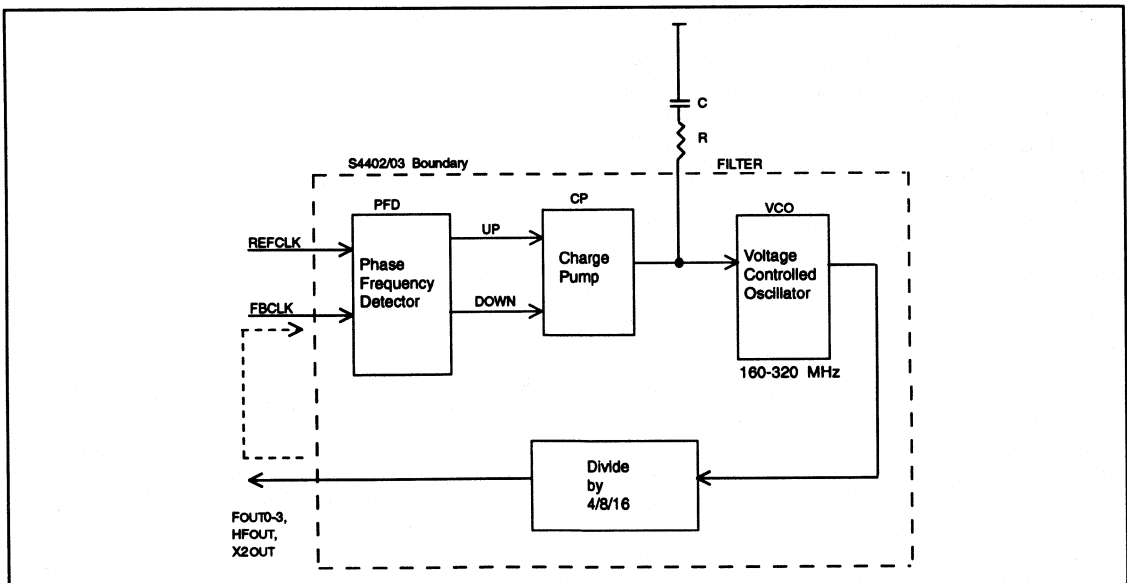 C
R
S4402/03 Boundary
FILTER
PFD
CP
VCO
REFCLK
FBCLK
Phase
Frequency
Detector
UP
DOWN
Charge
Pump
Voltage
Controlled
Oscillator
160-320 MHz
Divide
by
4/8/16
FOUT0-3,
HFOUT,
X2OUT